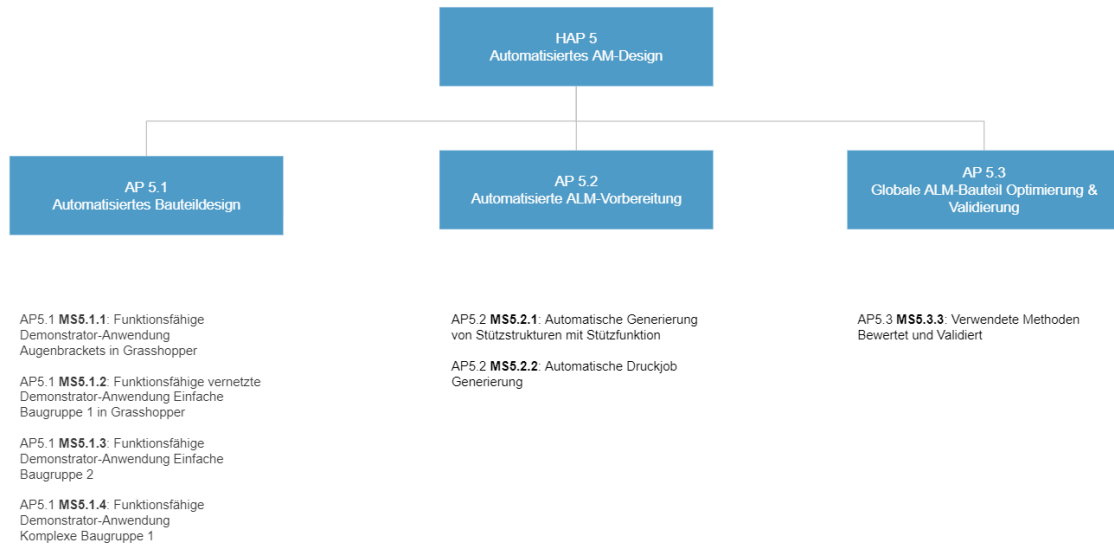 HAP 5
Automatisiertes AM-Design
AP 5.1
Automatisiertes Bauteildesign
AP 5.2
Automatisierte ALM-Vorbereitung
AP 5.3
Globale ALM-Bauteil Optimierung &
Validierung
AP5.1 MS5.1.1: Funktionsfähige
Demonstrator-Anwendung
Augenbrackets in Grasshopper
AP5.1 MS5.1.2: Funktionsfähige vernetzte
Demonstrator-Anwendung Einfache
Baugruppe 1 in Grasshopper
AP5.1 MS5.1.3: Funktionsfähige
Demonstrator-Anwendung Einfache
Baugruppe 2
AP5.1 MS5.1.4: Funktionsfähige
Demonstrator-Anwendung
Komplexe Baugruppe 1
AP5.2 MS5.2.1: Automatische Generierung
von Stützstrukturen mit Stützfunktion
AP5.2 MS5.2.2: Automatische Druckjob
Generierung
AP5.3 MS5.3.3: Verwendete Methoden
Bewertet und Validiert